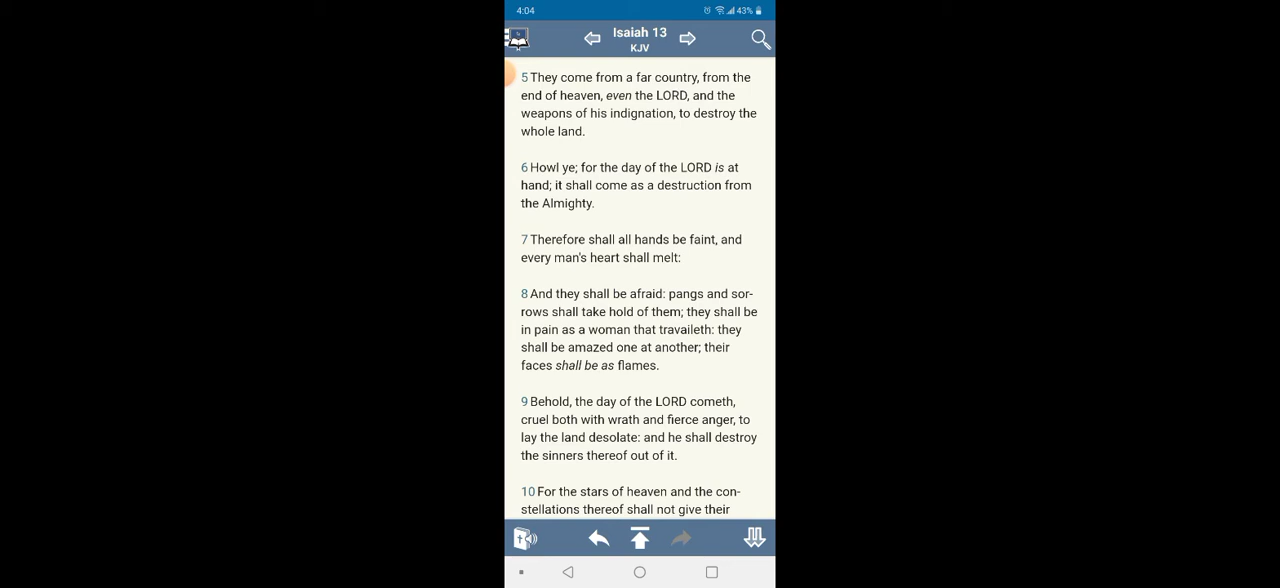 4:04
43%
Isaiah 13
KJV
5 They come from a far country, from the
end of heaven, even the LORD, and the
weapons of his indignation, to destroy the
whole land.
6 Howl ye; for the day of the LORD is at
hand; it shall come as a destruction from
the Almighty.
7 Therefore shall all hands be faint, and
every man's heart shall melt:
8 And they shall be afraid: pangs and sor-
rows shall take hold of them; they shall be
in pain as a woman that travaileth: they
shall be amazed one at another; their
faces shall be as flames.
9 Behold, the day of the LORD cometh,
cruel both with wrath and fierce anger, to
lay the land desolate: and he shall destroy
the sinners thereof out of it.
10 For the stars of heaven and the con-
stellations thereof shall not give their